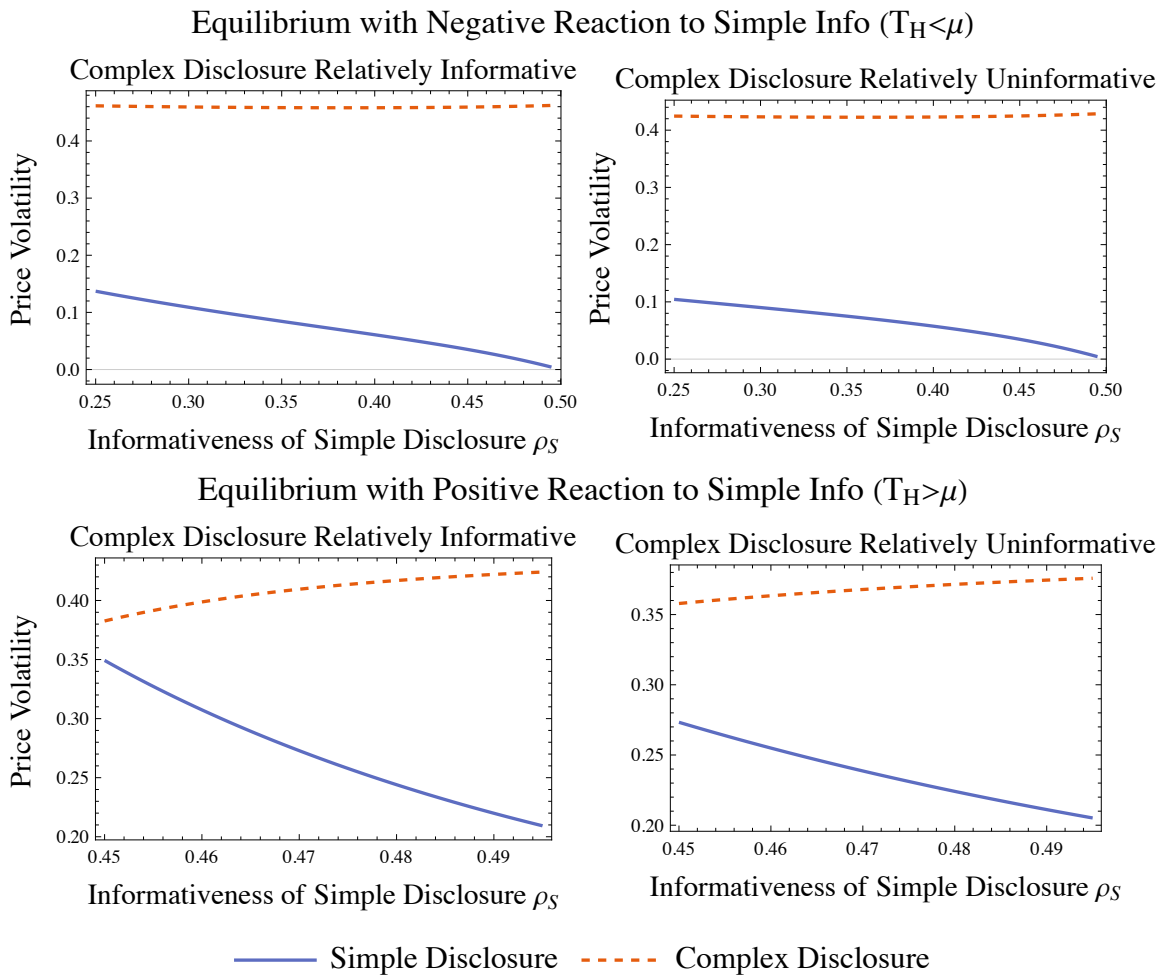 Equilibrium with Negative Reaction to Simple Info (T_H<μ)
Complex Disclosure Relatively Informative
Price Volatility
0.4
0.3
0.2
0.1
0.0
0.25 0.30 0.35 0.40 0.45 0.50
Informativeness of Simple Disclosure ρ_S
Complex Disclosure Relatively Uninformative
Price Volatility
0.4
0.3
0.2
0.1
0.0
0.25 0.30 0.35 0.40 0.45 0.50
Informativeness of Simple Disclosure ρ_S
Equilibrium with Positive Reaction to Simple Info (T_H>μ)
Complex Disclosure Relatively Informative
Price Volatility
0.40
0.35
0.30
0.25
0.20
0.45 0.46 0.47 0.48 0.49
Informativeness of Simple Disclosure ρ_S
Complex Disclosure Relatively Uninformative
0.35
0.30
0.25
0.20
0.45 0.46 0.47 0.48 0.49
Informativeness of Simple Disclosure ρ_S
Simple Disclosure Complex Disclosure